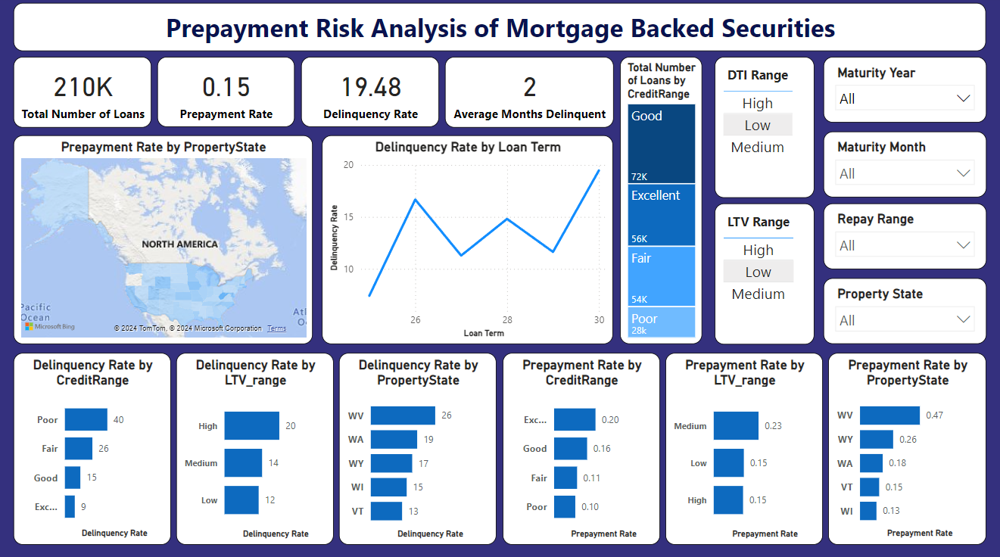 Prepayment Risk Analysis of Mortgage Backed Securities
210K
Total Number of Loans
0.15
Prepayment Rate
19.48
Delinquency Rate
2
Average Months Delinquent
Total Number
of Loans by
CreditRange
Good
72K
Excellent
56K
Fair
54K
Poor
28k
DTI Range
High
Low
Medium
LTV Range
High
Low
Medium
Maturity Year
All
Maturity Month
All
Repay Range
All
Property State
All
Prepayment Rate by PropertyState
NORTH AMERICA
Pacific
Ocean
Microsoft Bing
© 2024 TomTom, © 2024 Microsoft Corporation Terms
Atl
O
Delinquency Rate by Loan Term
Delinquency Rate
20
15
10
26
28
30
Loan Term
Delinquency Rate by
CreditRange
Poor 40
Fair 26
Good 15
Exc... 9
Delinquency Rate
Delinquency Rate by
LTV_range
High 20
Medium 14
Low 12
Delinquency Rate
Delinquency Rate by
PropertyState
WV 26
WA 19
WY 17
WI 15
VT 13
Delinquency Rate
Prepayment Rate by
CreditRange
Exc... 0.20
Good 0.16
Fair 0.11
Poor 0.10
Prepayment Rate
Prepayment Rate by
LTV_range
Medium 0.23
Low 0.15
High 0.15
Prepayment Rate
Prepayment Rate by
PropertyState
WV 0.47
WY 0.26
WA 0.18
VT 0.15
WI 0.13
Prepayment Rate